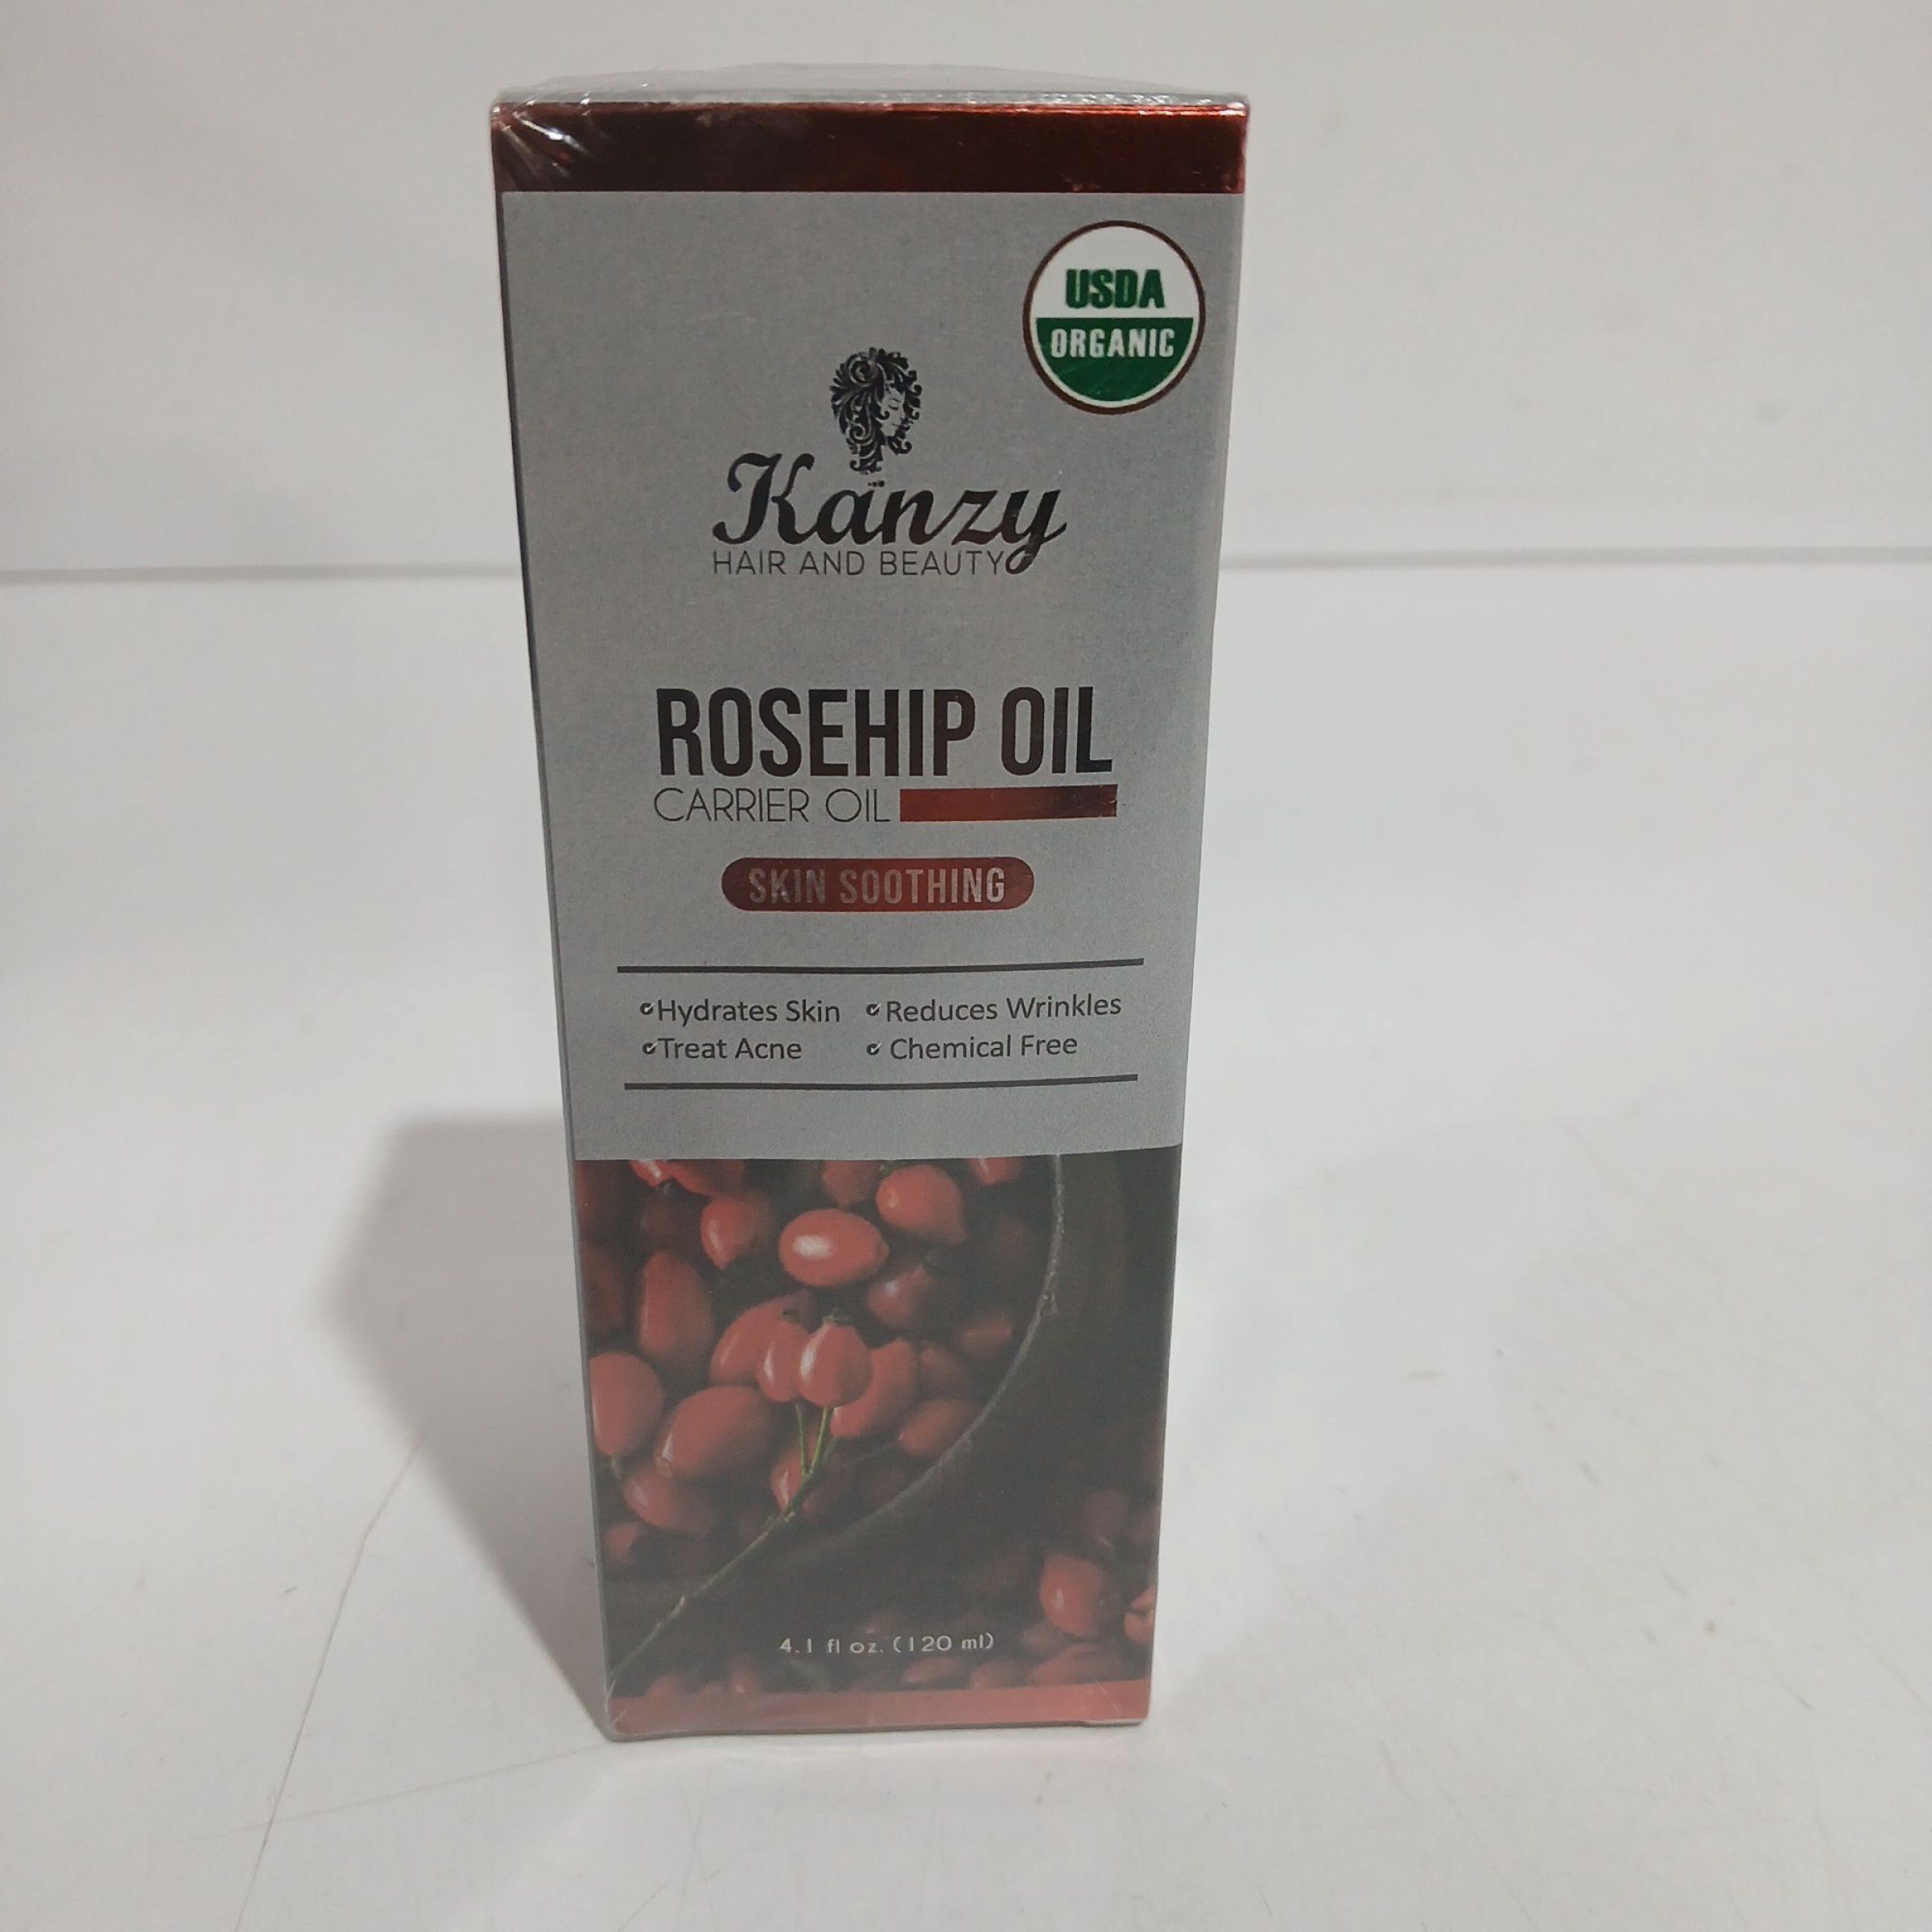 USDA
ORGANIC
Kanzy
HAIR AND BEAUTY
ROSEHIP OIL
CARRIER OIL
SKIN SOOTHING
Hydrates Skin
Reduces Wrinkles
Treat Acne
Chemical Free
4.1 fl oz. (120 ml)